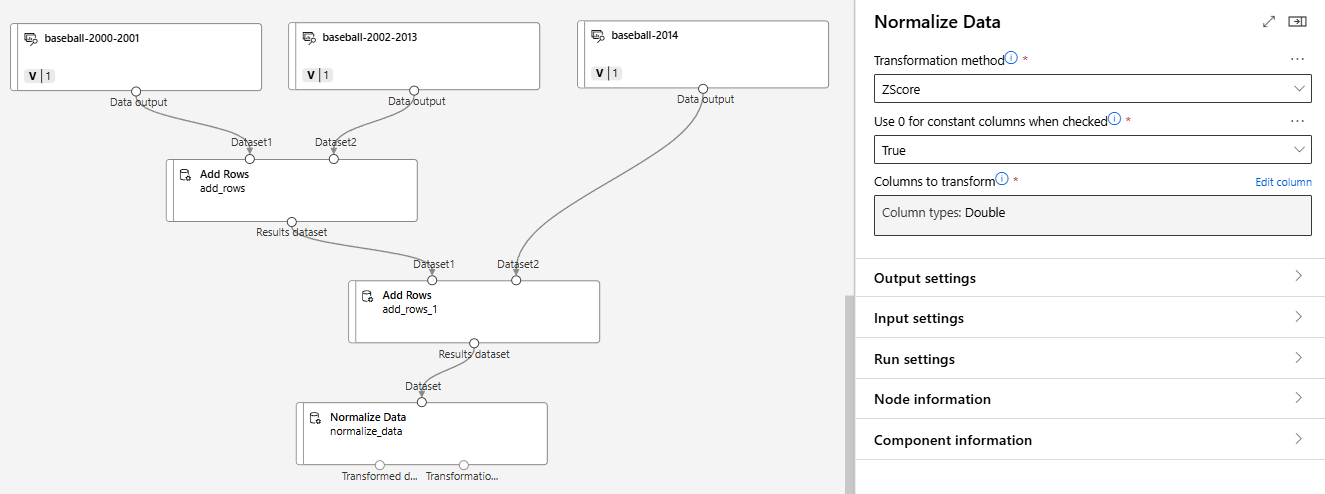 baseball-2000-2001
V | 1
Data output
baseball-2002-2013
V | 1
Data output
baseball-2014
V | 1
Data output
Dataset1
Dataset2
Add Rows
add_rows
Results dataset
Dataset1
Dataset2
Add Rows
add_rows_1
Results dataset
Dataset
Normalize Data
normalize_data
Transformed d...
Transformatio...
Normalize Data
Transformation method *
ZScore
Use 0 for constant columns when checked *
True
Columns to transform *
Edit column
Column types: Double
Output settings
Input settings
Run settings
Node information
Component information